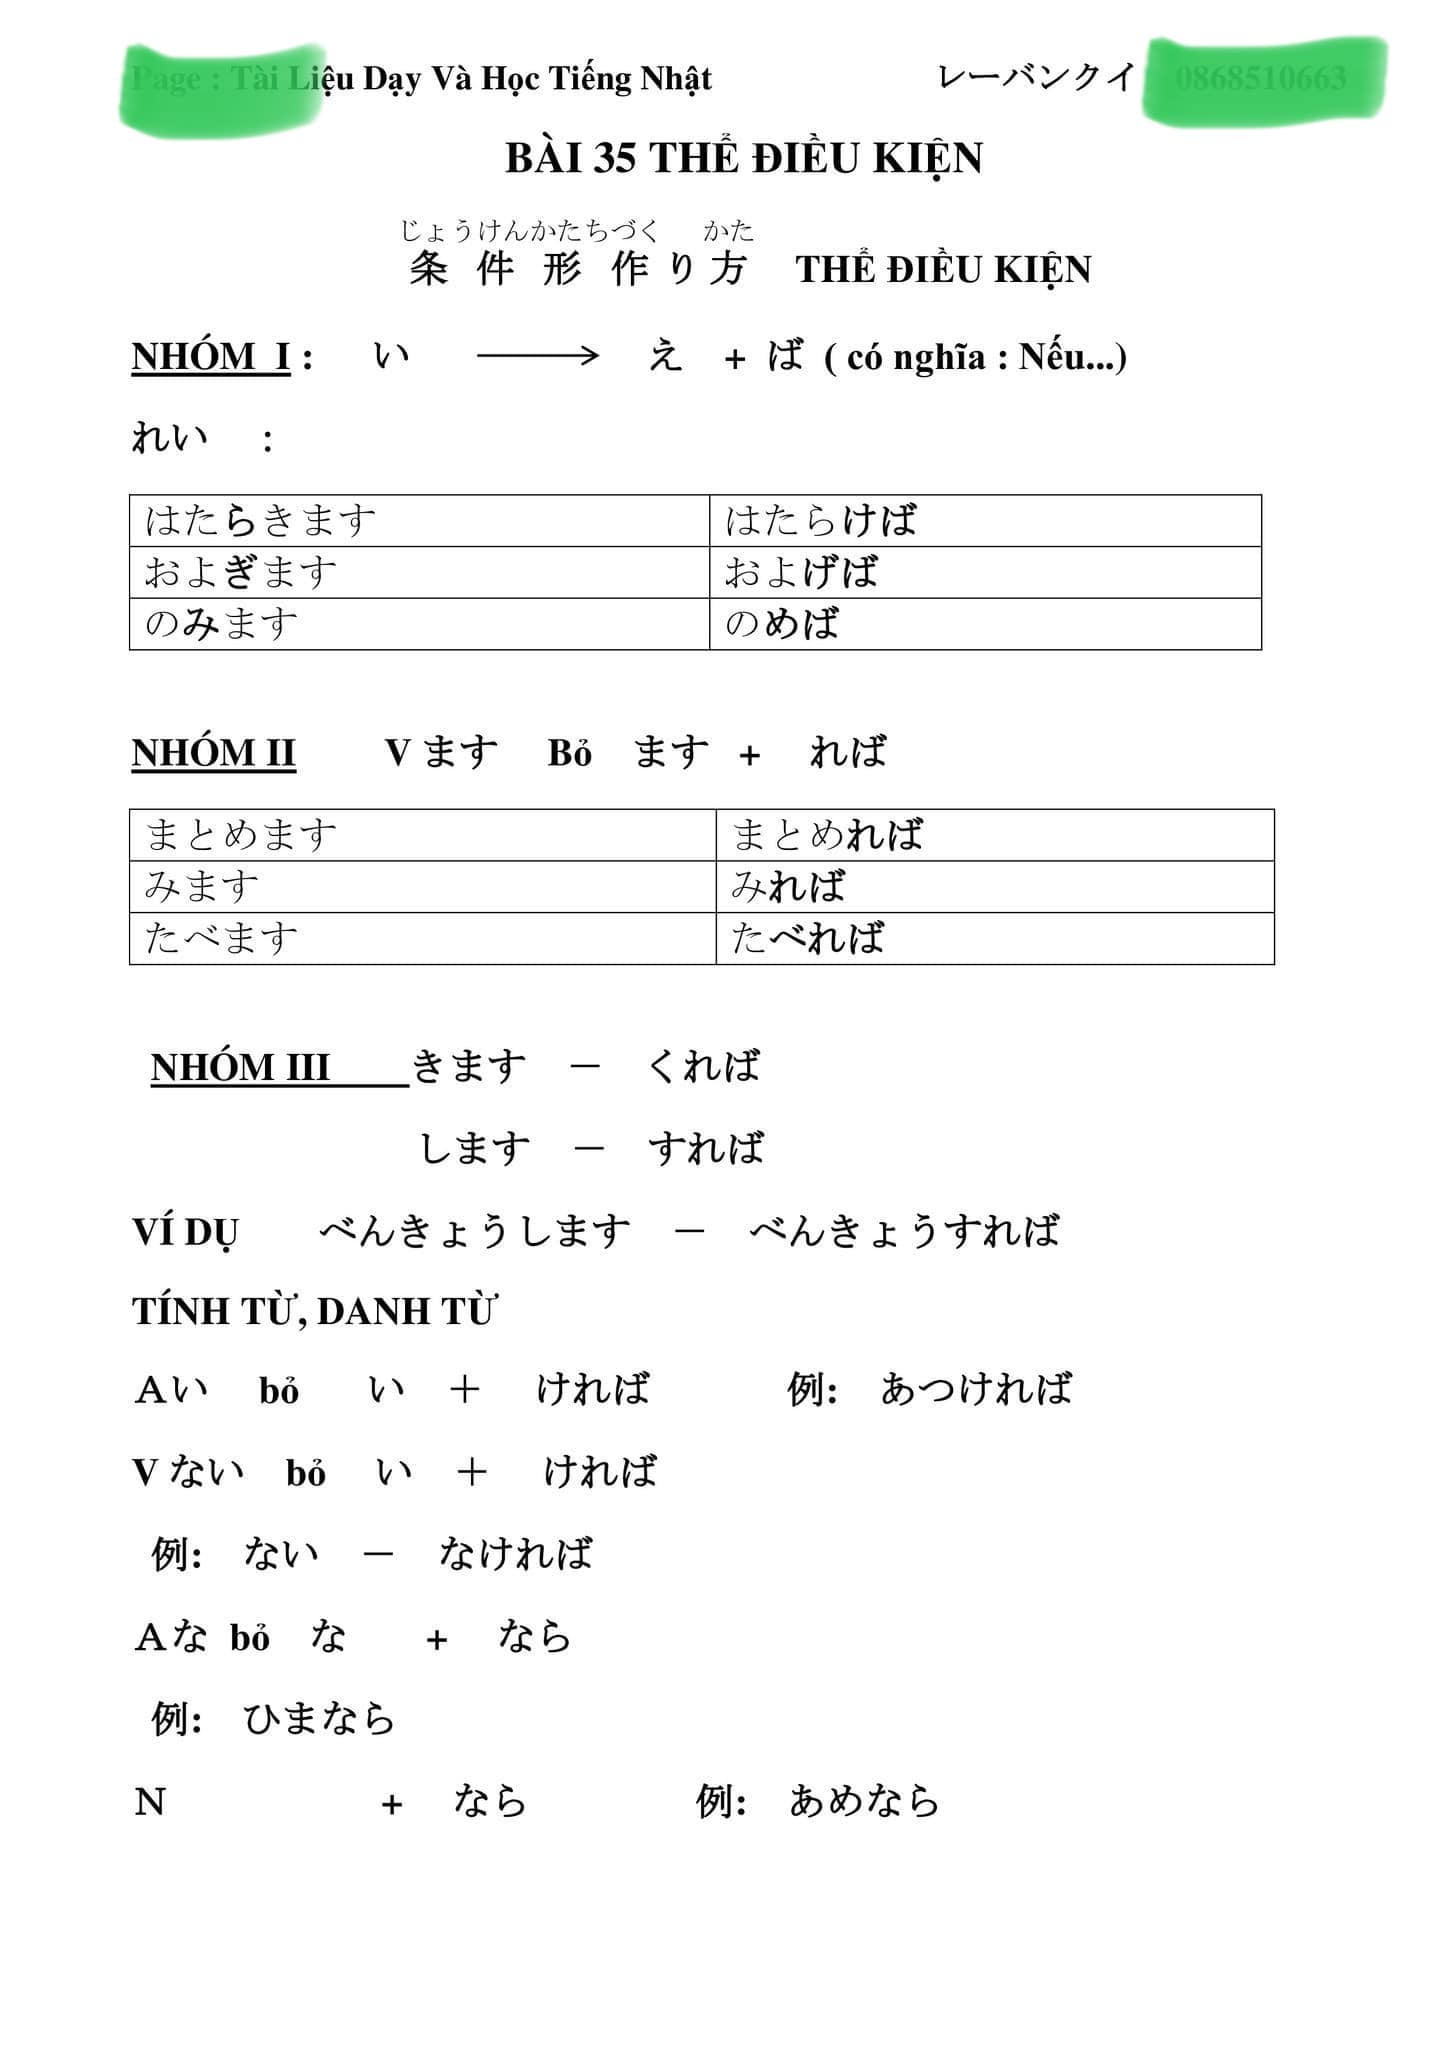 Page : Tài Liệu Dạy Và Học Tiếng Nhật レーバンクイ 0868510663
BÀI 35 THỂ ĐIỀU KIỆN
じょうけんかたちづく かた
条件形作り方 THỂ ĐIỀU KIỆN
NHÓM I : い → え + ば ( có nghĩa : Nếu...)
れい :
はたらきます はたらけば
およぎます およげば
のみます のめば
NHÓM II V ます Bỏ ます + れば
まとめます まとめれば
みます みれば
たべます たべれば
NHÓM III きます － くれば
します － すれば
VÍ DỤ べんきょうします － べんきょうすれば
TÍNH TỪ, DANH TỪ
Aい bỏ い ＋ ければ 例: あつければ
V ない bỏ い ＋ ければ
例: ない － なければ
Aな bỏ な + なら
例: ひまなら
N + なら 例: あめなら